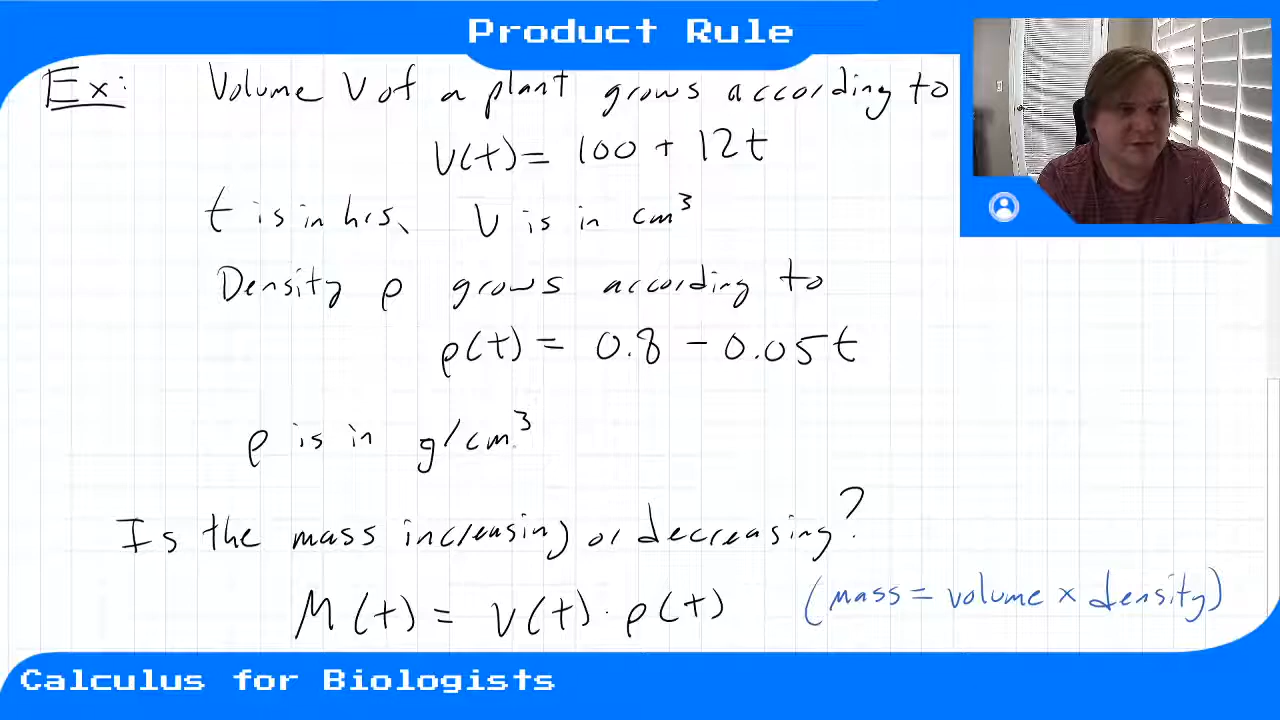 Product Rule
Ex: Volume V of a plant grows according to
V(t) = 100 + 12t
t is in hrs, V is in cm³
Density ρ grows according to
ρ(t) = 0.8 - 0.05t
ρ is in g/cm³
Is the mass increasing or decreasing?
M(t) = V(t) · ρ(t) (mass = volume × density)
Calculus for Biologists